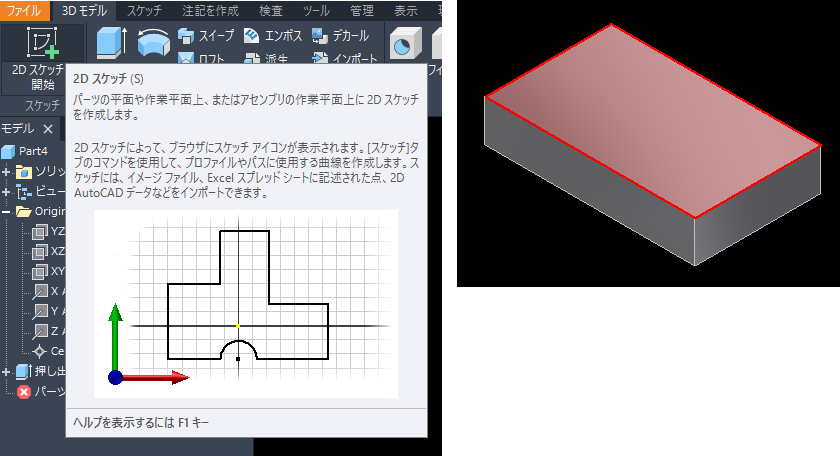 ファイル 3D モデル スケッチ 注記を作成 検査 ツール 管理 表示
スイープ エンボス デカール
2D スケッチ ロフト 派生 インポート
開始
スケッチ
モデル
Part4
2D スケッチ (S)
パーツの平面や作業平面上、またはアセンブリの作業平面上に 2D スケッチ
を作成します。
2D スケッチによって、ブラウザにスケッチ アイコンが表示されます。[スケッチ]タ
ブのコマンドを使用して、プロファイルやパスに使用する曲線を作成します。ス
ケッチには、イメージ ファイル、Excel スプレッド シートに記述された点、2D
AutoCAD データなどをインポートできます。
ソリッ
ビュー
Origin
YZ
XZ
XY
X A
Y A
Z A
Ce
押し出
パーツ
ヘルプを表示するには F1 キー